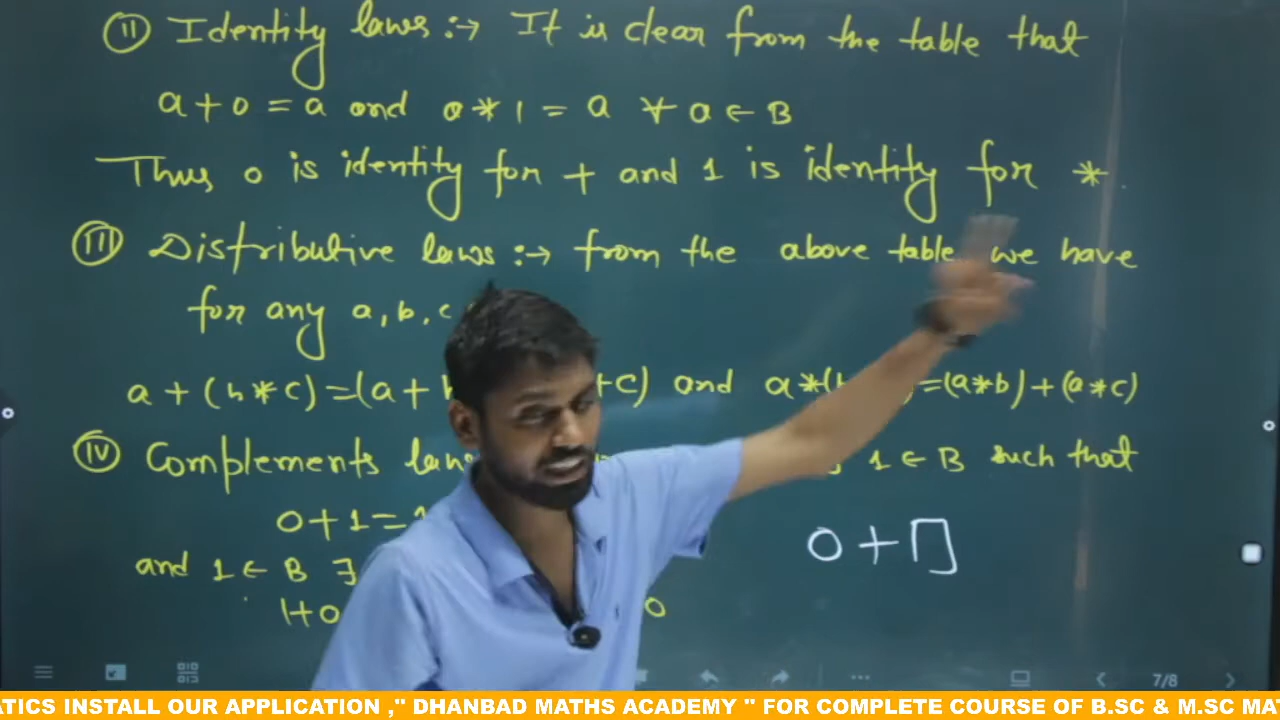 II Identity laws :→ It is clear from the table that
a + 0 = a and a * 1 = a ∀ a ∈ B
Thus 0 is identity for + and 1 is identity for *.
III Distributive laws :→ from the above table we have
for any a, b, c
a + (b * c) = (a + +c) and a*( )=(a*b)+(a*c)
IV Complements laws 1 ∈ B such that
0+1=1
0+
and 1 ∈ B ∃
1+0 0
7/8
ATICS INSTALL OUR APPLICATION ," DHANBAD MATHS ACADEMY " FOR COMPLETE COURSE OF B.SC & M.SC MA